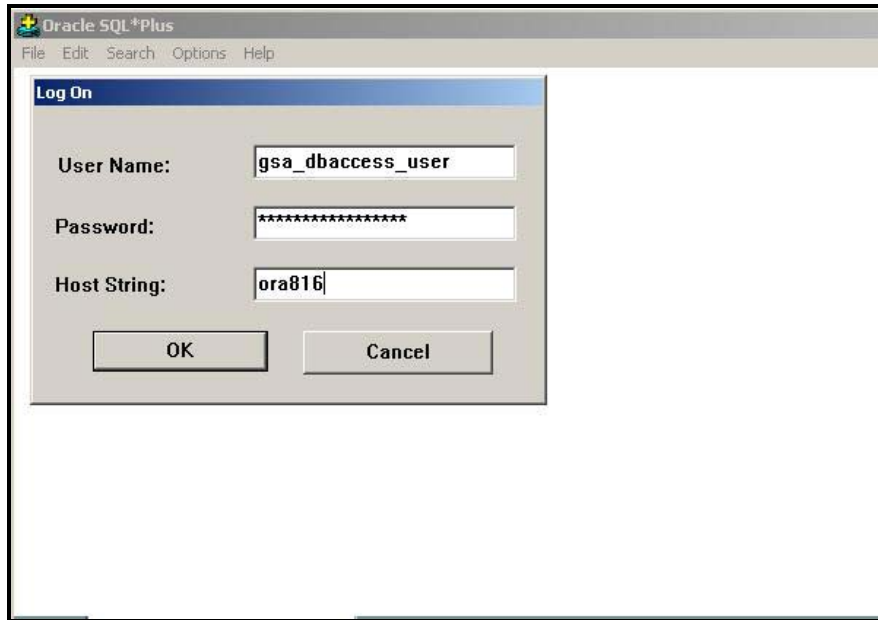 Oracle SQL*Plus
File Edit Search Options Help
Log On
User Name: gsa_dbaccess_user
Password: *****************
Host String: ora816
OK Cancel